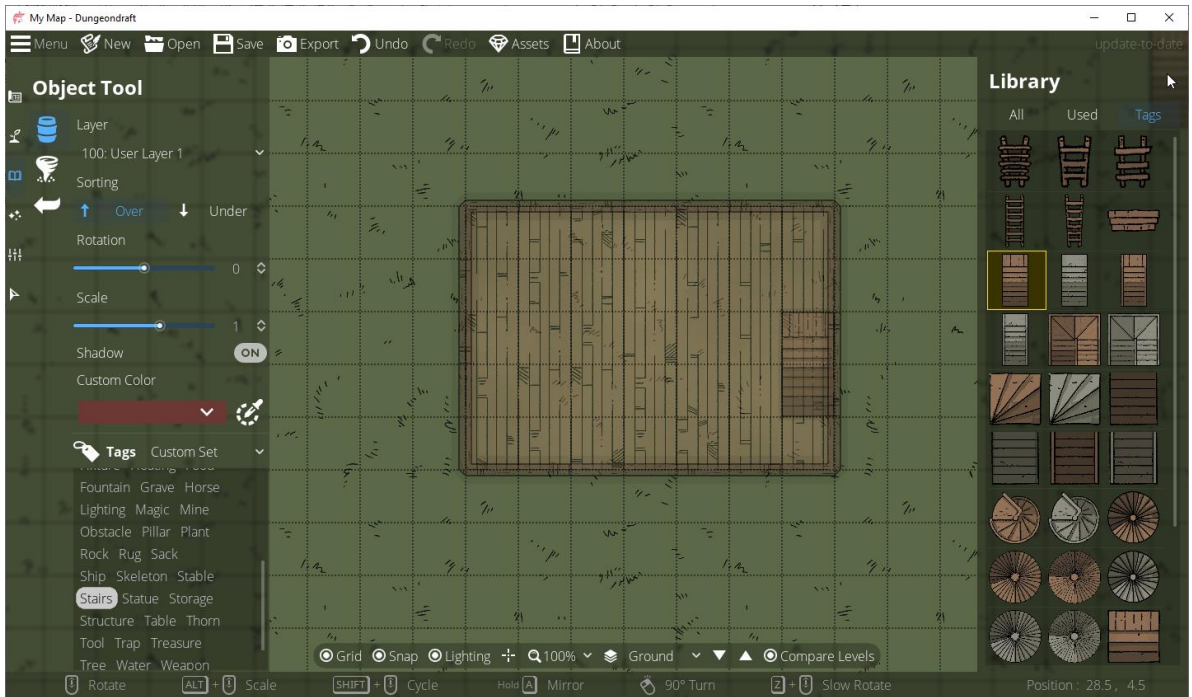 My Map - Dungeondraft
Menu New Open Save Export Undo Redo Assets About update-to-date
Object Tool
Layer
100: User Layer 1
Sorting
Over Under
Rotation
0
Scale
1
Shadow ON
Custom Color
Tags Custom Set
Fountain Grave Horse
Lighting Magic Mine
Obstacle Pillar Plant
Rock Rug Sack
Ship Skeleton Stable
Stairs Statue Storage
Structure Table Thorn
Tool Trap Treasure
Tree Water Weapon
Library
All Used Tags
Grid Snap Lighting 100% Ground Compare Levels
Rotate ALT + Scale SHIFT + Cycle Hold A Mirror 90° Turn Z + Slow Rotate Position : 28.5 , 4.5